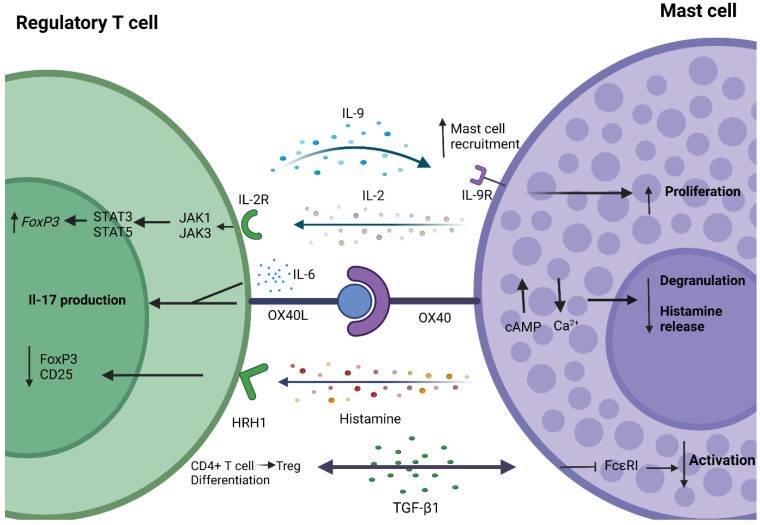 Regulatory T cell
Mast cell
IL-9
Mast cell
recruitment
IL-2R
IL-2
IL-9R
Proliferation
FoxP3
STAT3
STAT5
JAK1
JAK3
IL-6
Il-17 production
OX40L
OX40
cAMP
Ca²⁺
Degranulation
Histamine
release
FoxP3
CD25
HRH1
Histamine
CD4+ T cell
Treg
Differentiation
TGF-β1
FcεRI
Activation